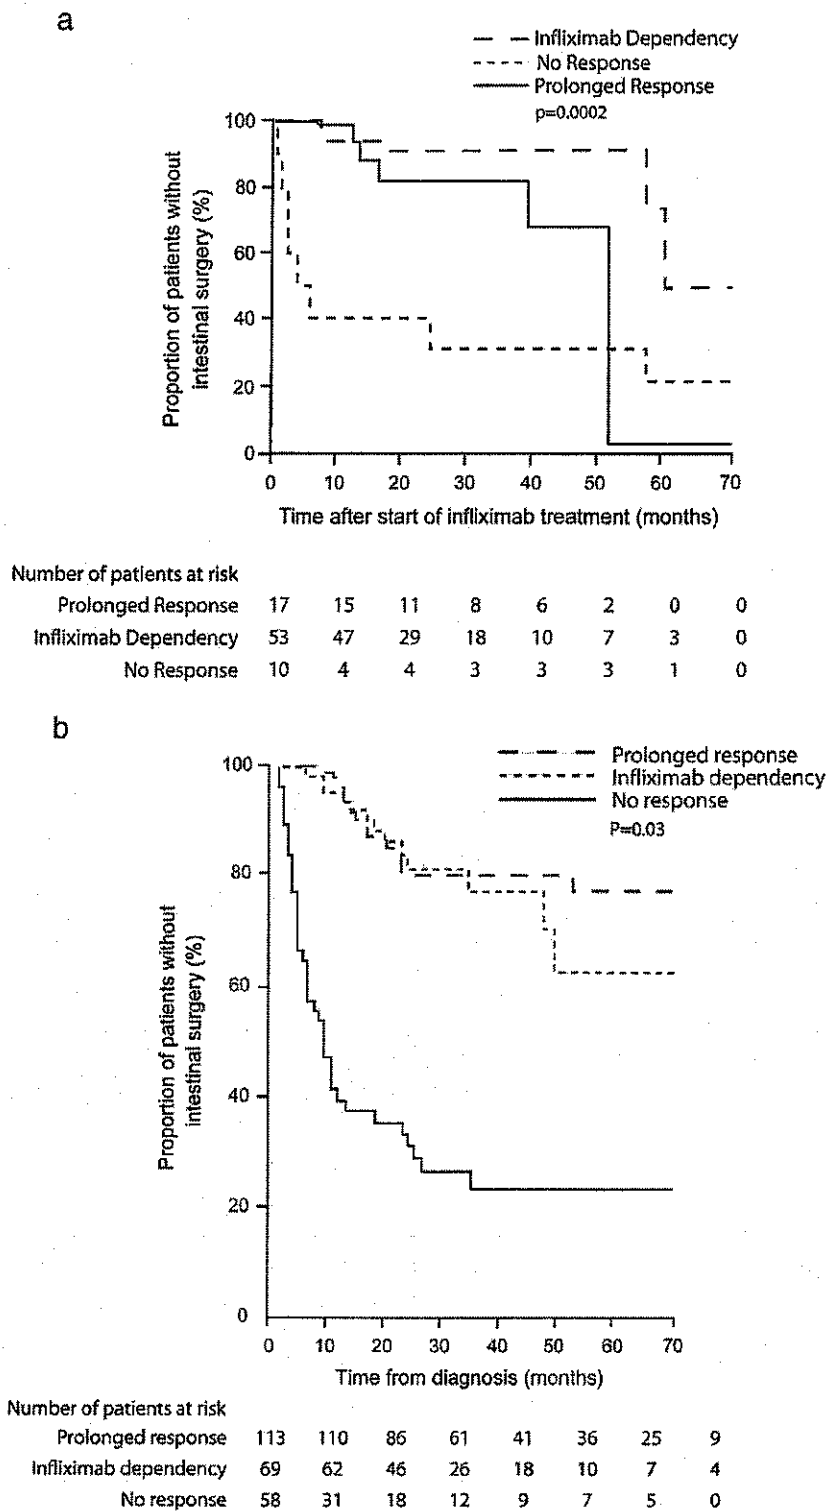 a
Infliximab Dependency
No Response
Prolonged Response
p=0.0002
Proportion of patients without
intestinal surgery (%)
100
80
60
40
20
0
0 10 20 30 40 50 60 70
Time after start of infliximab treatment (months)
Number of patients at risk
Prolonged Response 17 15 11 8 6 2 0 0
Infliximab Dependency 53 47 29 18 10 7 3 0
No Response 10 4 4 3 3 3 1 0
b
Prolonged response
Infliximab dependency
No response
P=0.03
Proportion of patients without
intestinal surgery (%)
100
80
60
40
20
0
0 10 20 30 40 50 60 70
Time from diagnosis (months)
Number of patients at risk
Prolonged response 113 110 86 61 41 36 25 9
Infliximab dependency 69 62 46 26 18 10 7 4
No response 58 31 18 12 9 7 5 0